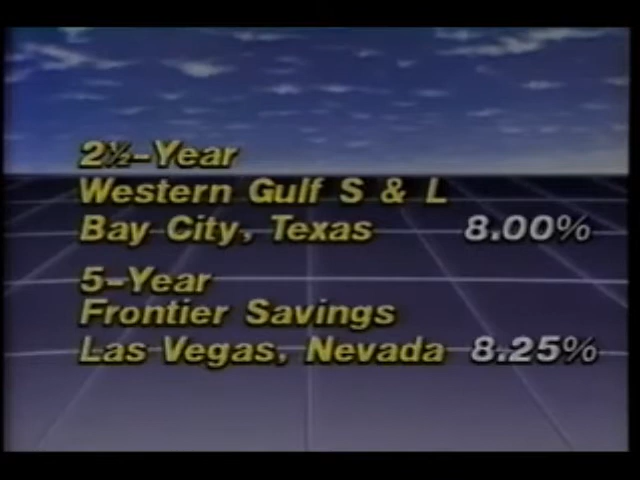 2½-Year
Western Gulf S & L
Bay City, Texas 8.00%
5-Year
Frontier Savings
Las Vegas, Nevada 8.25%